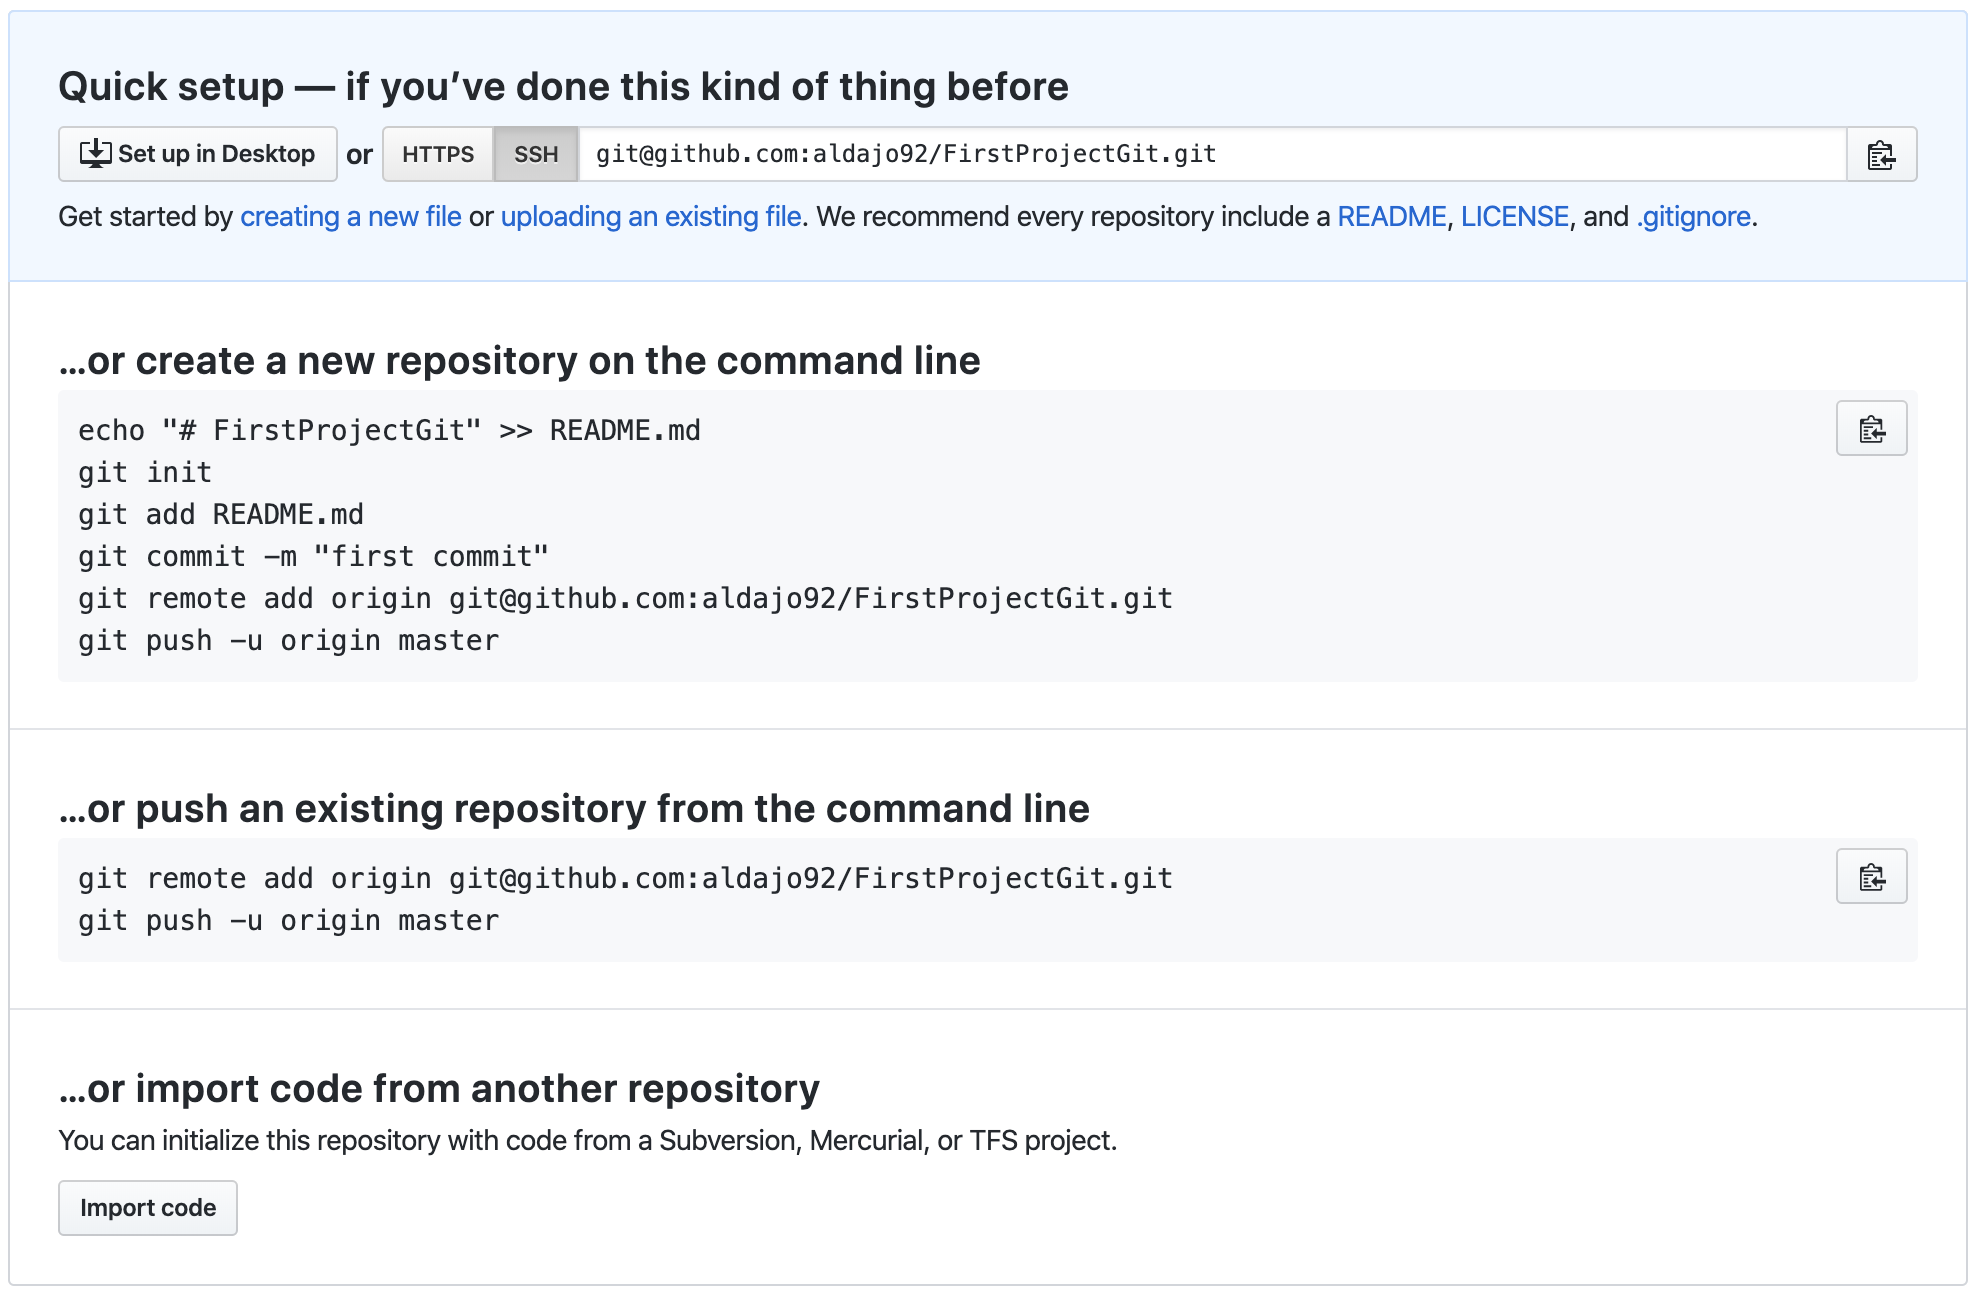 Quick setup — if you’ve done this kind of thing before
Set up in Desktop or HTTPS SSH git@github.com:aldajo92/FirstProjectGit.git
Get started by creating a new file or uploading an existing file. We recommend every repository include a README, LICENSE, and .gitignore.
…or create a new repository on the command line
echo "# FirstProjectGit" >> README.md
git init
git add README.md
git commit -m "first commit"
git remote add origin git@github.com:aldajo92/FirstProjectGit.git
git push -u origin master
…or push an existing repository from the command line
git remote add origin git@github.com:aldajo92/FirstProjectGit.git
git push -u origin master
…or import code from another repository
You can initialize this repository with code from a Subversion, Mercurial, or TFS project.
Import code